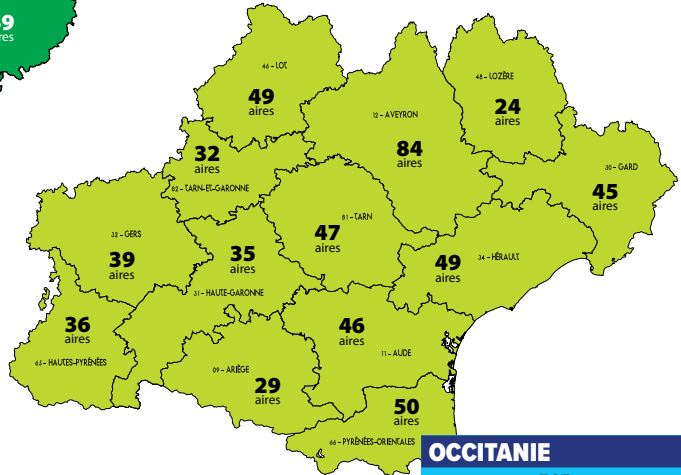 9
46 – LOT
49
aires
48 – LOZÈRE
24
aires
12 – AVEYRON
84
aires
32
aires
82 – TARN-ET-GARONNE
30 – GARD
45
aires
81 – TARN
47
aires
32 – GERS
39
aires
35
aires
31 – HAUTE-GARONNE
49
aires
34 – HÉRAULT
36
aires
65 – HAUTES-PYRÉNÉES
46
aires
11 – AUDE
09 – ARIÈGE
29
aires
50
aires
66 – PYRÉNÉES-ORIENTALES
OCCITANIE